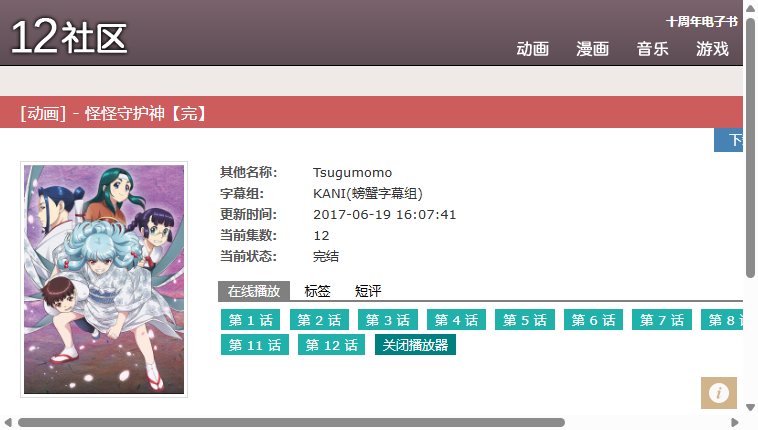 十周年电子书
12社区
动画 漫画 音乐 游戏
[动画] - 怪怪守护神【完】
其他名称: Tsugumomo
字幕组: KANI(螃蟹字幕组)
更新时间: 2017-06-19 16:07:41
当前集数: 12
当前状态: 完结
在线播放 标签 短评
第 1 话 第 2 话 第 3 话 第 4 话 第 5 话 第 6 话 第 7 话 第 8
第 11 话 第 12 话 关闭播放器